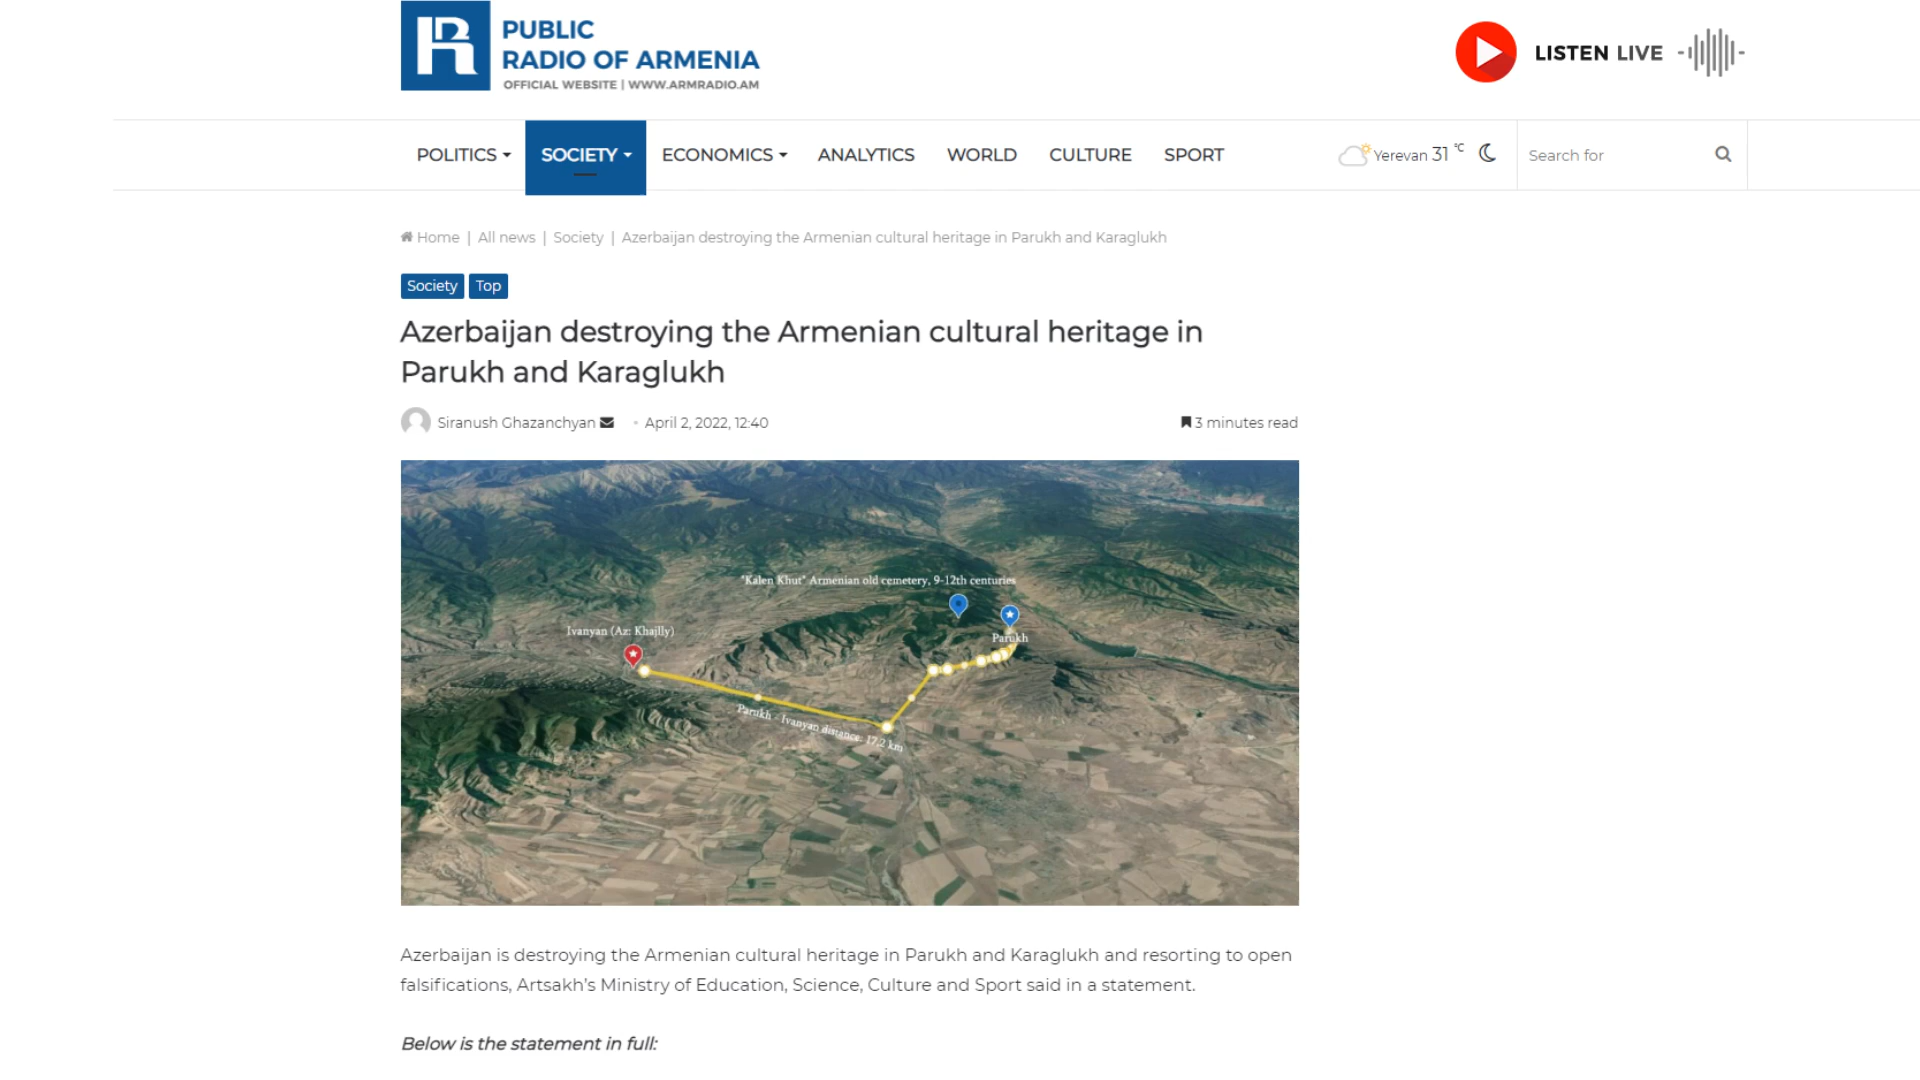 PUBLIC
RADIO OF ARMENIA
OFFICIAL WEBSITE | WWW.ARMRADIO.AM
LISTEN LIVE
POLITICS
SOCIETY
ECONOMICS
ANALYTICS
WORLD
CULTURE
SPORT
Yerevan 31 °C
Search for
Home | All news | Society | Azerbaijan destroying the Armenian cultural heritage in Parukh and Karaglukh
Society
Top
Azerbaijan destroying the Armenian cultural heritage in
Parukh and Karaglukh
Siranush Ghazanchyan
April 2, 2022, 12:40
3 minutes read
"Kalen Khut" Armenian old cemetery, 9-12th centuries
Ivanyan (Az: Khajlly)
Parukh
Parukh - Ivanyan distance: 17,2 km
Azerbaijan is destroying the Armenian cultural heritage in Parukh and Karaglukh and resorting to open
falsifications, Artsakh's Ministry of Education, Science, Culture and Sport said in a statement.
Below is the statement in full: